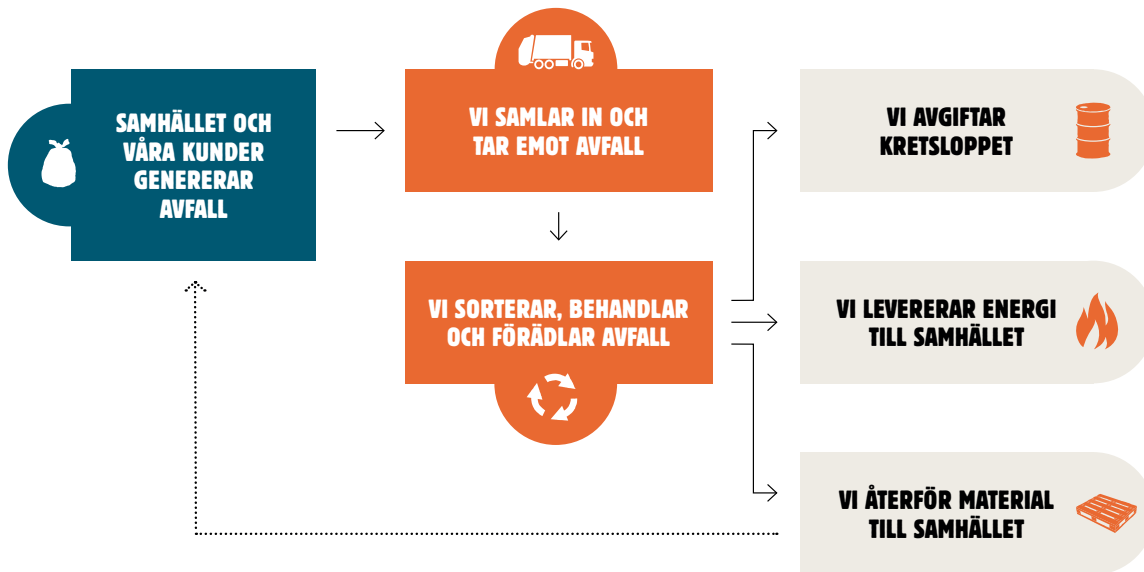 SAMHÄLLET OCH
VÅRA KUNDER
GENERERAR
AVFALL
VI SAMLAR IN OCH
TAR EMOT AVFALL
VI SORTERAR, BEHANDLAR
OCH FÖRÄDLAR AVFALL
VI AVGIFTAR
KRETSLOPPET
VI LEVERERAR ENERGI
TILL SAMHÄLLET
VI ÅTERFÖR MATERIAL
TILL SAMHÄLLET